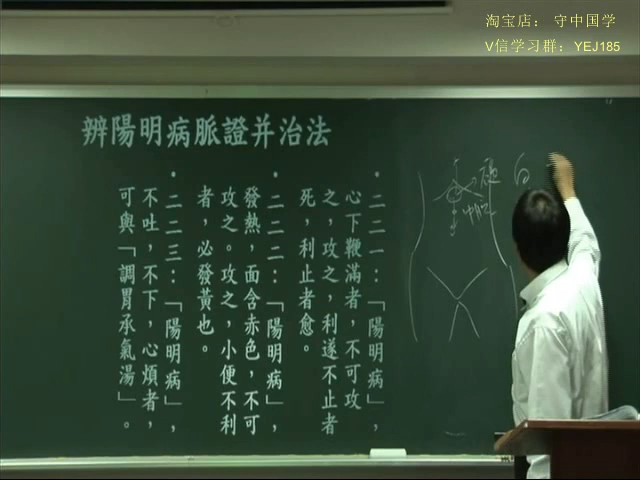 淘宝店： 守中国学
V信学习群：YEJ185
辨陽明病脈證并治法
•二二一：「陽明病」，
心下鞕滿者，不可攻
之，攻之，利遂不止者
死，利止者愈。
•二二二：「陽明病」，
發熱，面含赤色，不可
攻之。攻之，小便不利
者，必發黃也。
•二二三：「陽明病」，
不吐，不下，心煩者，
可與「調胃承氣湯」。
中脘
白